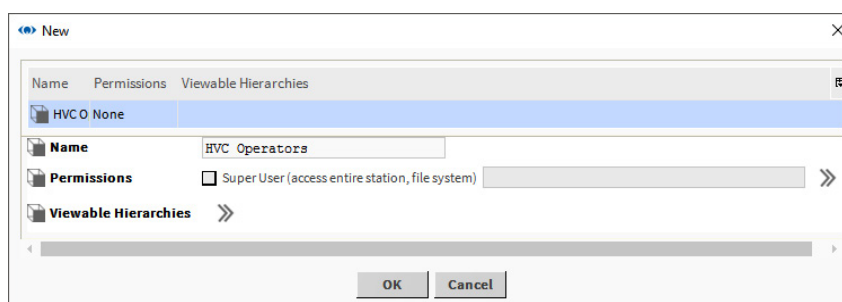 New
Name Permissions Viewable Hierarchies
HVC O None
Name HVC Operators
Permissions Super User (access entire station, file system)
Viewable Hierarchies
OK Cancel